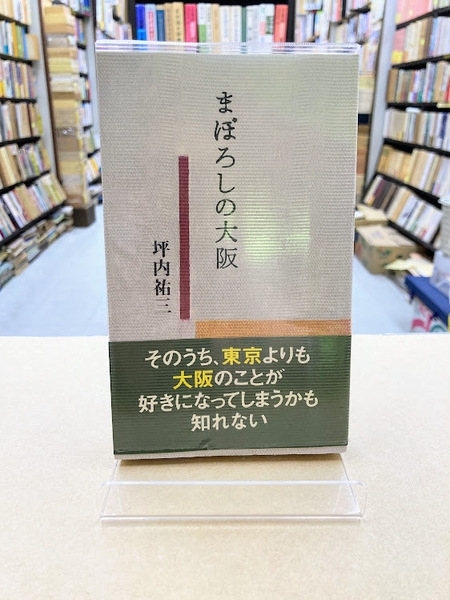 まぼろしの大阪
坪内祐三
そのうち、東京よりも
大阪のことが
好きになってしまうかも
知れない